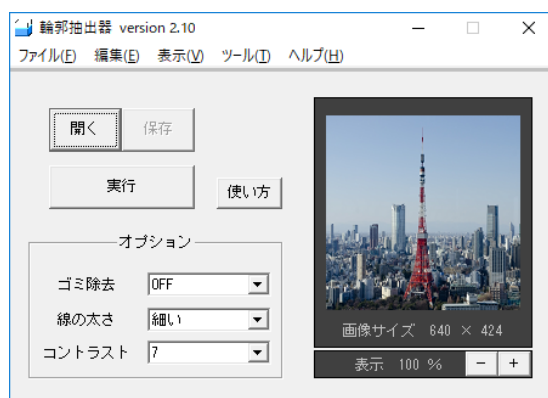 輪郭抽出器 version 2.10
ファイル(F) 編集(E) 表示(V) ツール(T) ヘルプ(H)
開く 保存
実行 使い方
オプション
ゴミ除去 OFF
線の太さ 細い
コントラスト 7
画像サイズ 640 × 424
表示 100 % - +